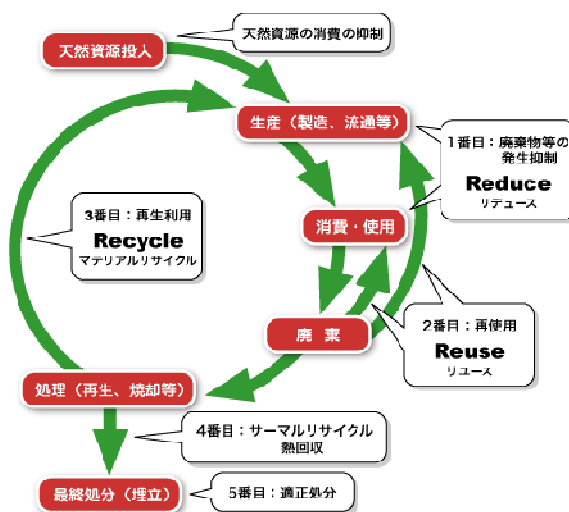 天然資源投入
天然資源の消費の抑制
生産（製造、流通等）
1番目：廃棄物等の
発生抑制
Reduce
リデュース
3番目：再生利用
Recycle
マテリアルリサイクル
消費・使用
廃 棄
2番目：再使用
Reuse
リユース
処理（再生、焼却等）
4番目：サーマルリサイクル
熱回収
最終処分（埋立）
5番目：適正処分